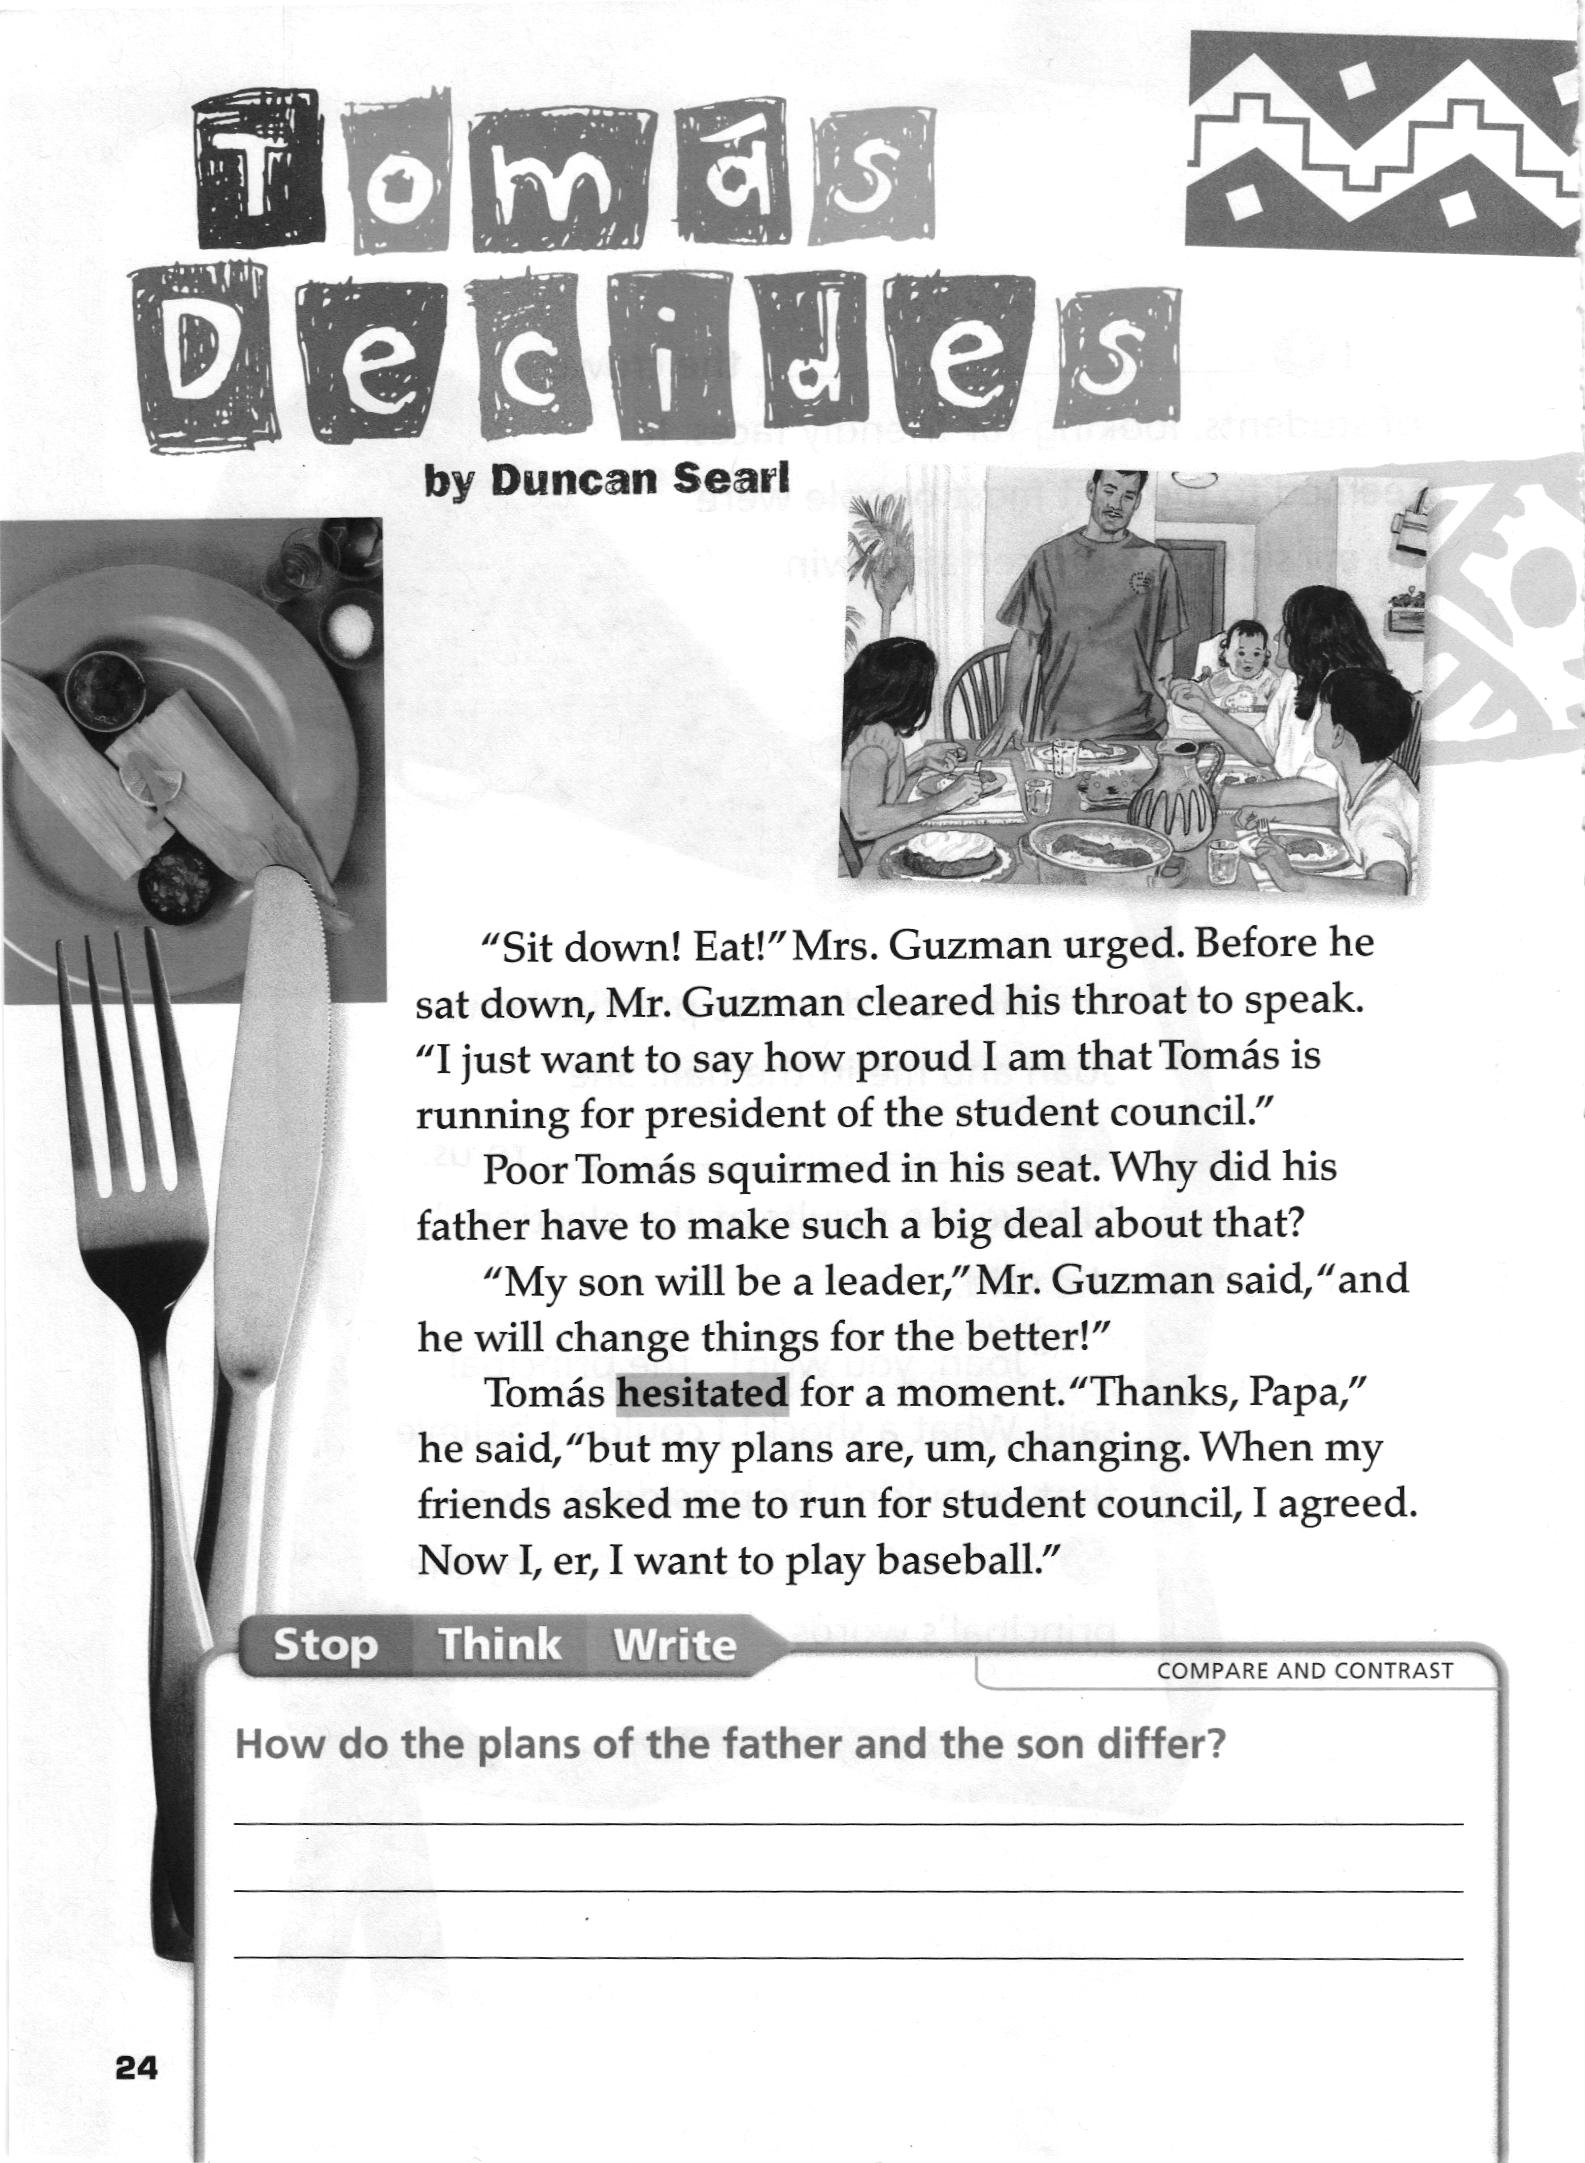 Tomás
Decides
by Duncan Searl
“Sit down! Eat!” Mrs. Guzman urged. Before he
sat down, Mr. Guzman cleared his throat to speak.
“I just want to say how proud I am that Tomás is
running for president of the student council.”
Poor Tomás squirmed in his seat. Why did his
father have to make such a big deal about that?
“My son will be a leader,” Mr. Guzman said, “and
he will change things for the better!”
Tomás hesitated for a moment. “Thanks, Papa,”
he said, “but my plans are, um, changing. When my
friends asked me to run for student council, I agreed.
Now I, er, I want to play baseball.”
Stop Think Write
COMPARE AND CONTRAST
How do the plans of the father and the son differ?
24